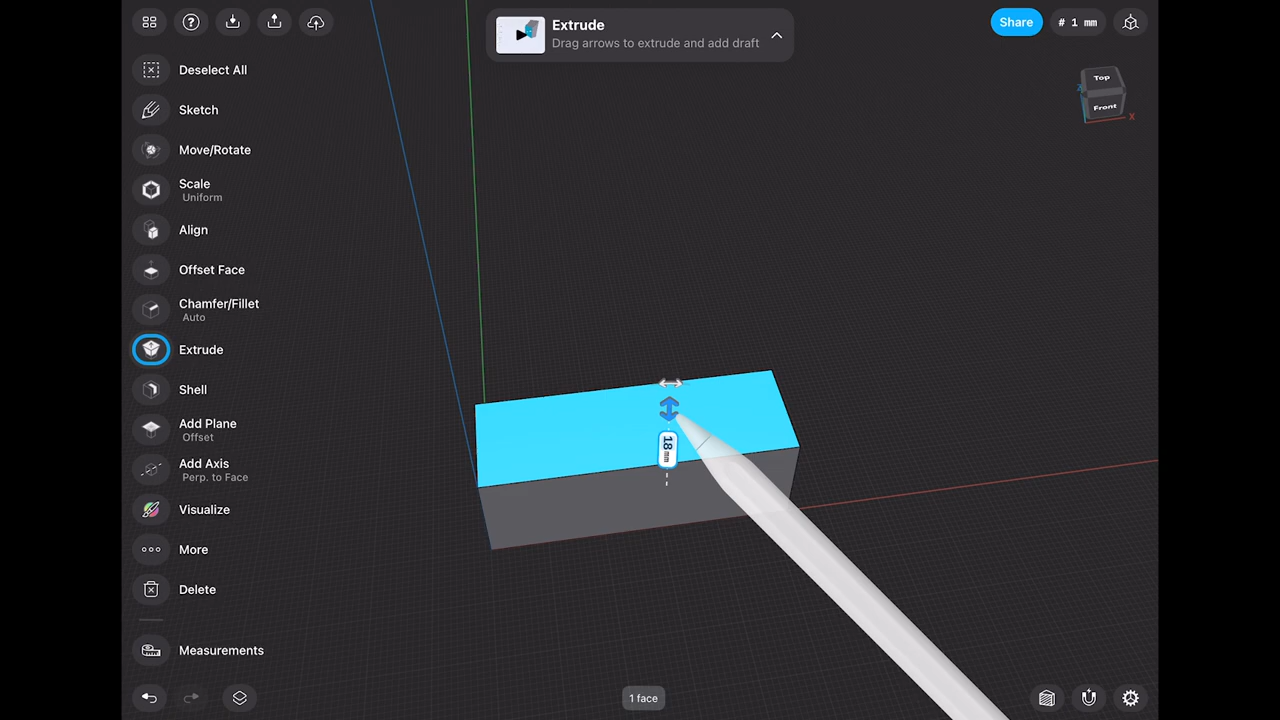 Extrude
Drag arrows to extrude and add draft
Share
# 1 mm
Top
Front
X
Z
Deselect All
Sketch
Move/Rotate
Scale
Uniform
Align
Offset Face
Chamfer/Fillet
Auto
Extrude
Shell
Add Plane
Offset
Add Axis
Perp. to Face
Visualize
More
Delete
Measurements
18 mm
1 face